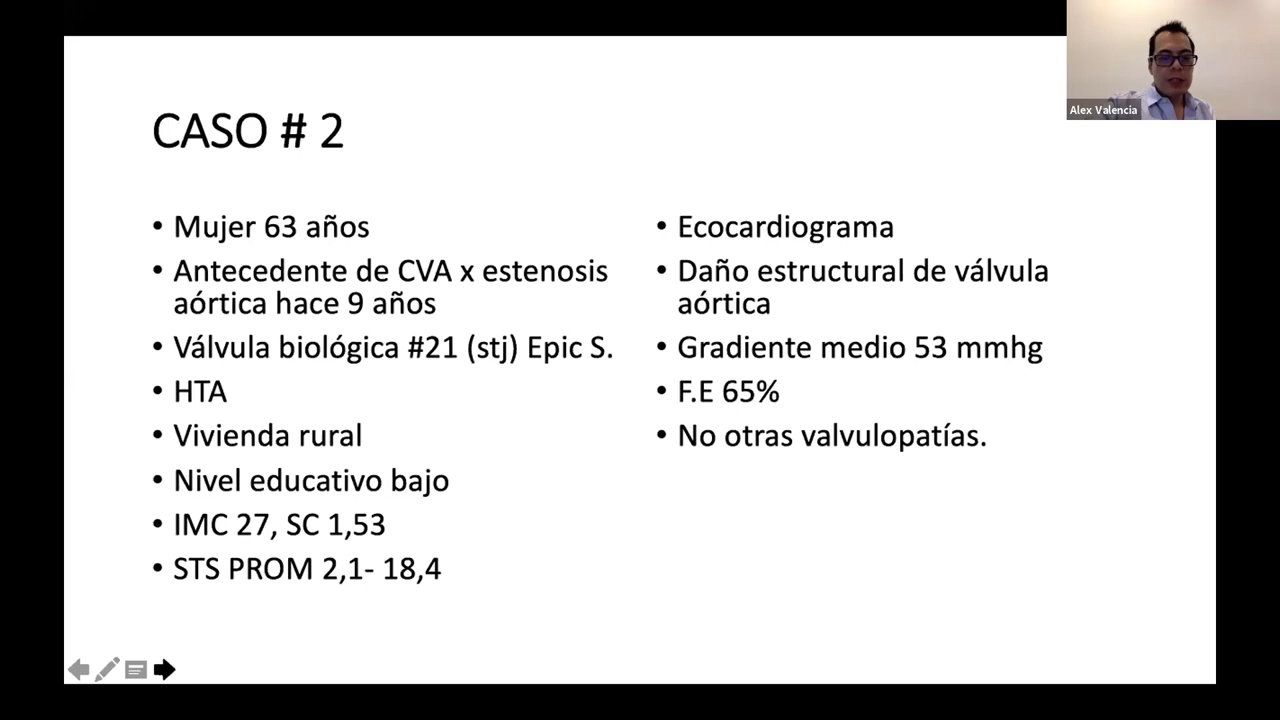 Alex Valencia
CASO # 2
• Mujer 63 años
• Antecedente de CVA x estenosis
aórtica hace 9 años
• Válvula biológica #21 (stj) Epic S.
• HTA
• Vivienda rural
• Nivel educativo bajo
• IMC 27, SC 1,53
• STS PROM 2,1- 18,4
• Ecocardiograma
• Daño estructural de válvula
aórtica
• Gradiente medio 53 mmhg
• F.E 65%
• No otras valvulopatías.